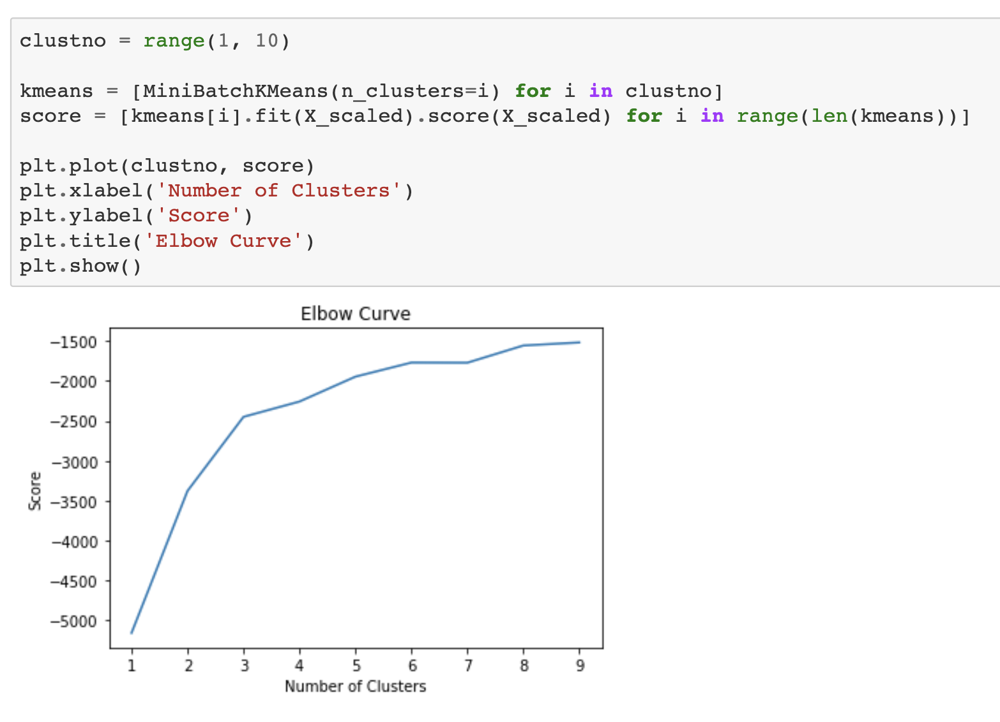 clustno = range(1, 10)
kmeans = [MiniBatchKMeans(n_clusters=i) for i in clustno]
score = [kmeans[i].fit(X_scaled).score(X_scaled) for i in range(len(kmeans))]
plt.plot(clustno, score)
plt.xlabel('Number of Clusters')
plt.ylabel('Score')
plt.title('Elbow Curve')
plt.show()
Elbow Curve
−1500
−2000
−2500
−3000
−3500
−4000
−4500
−5000
Score
1 2 3 4 5 6 7 8 9
Number of Clusters